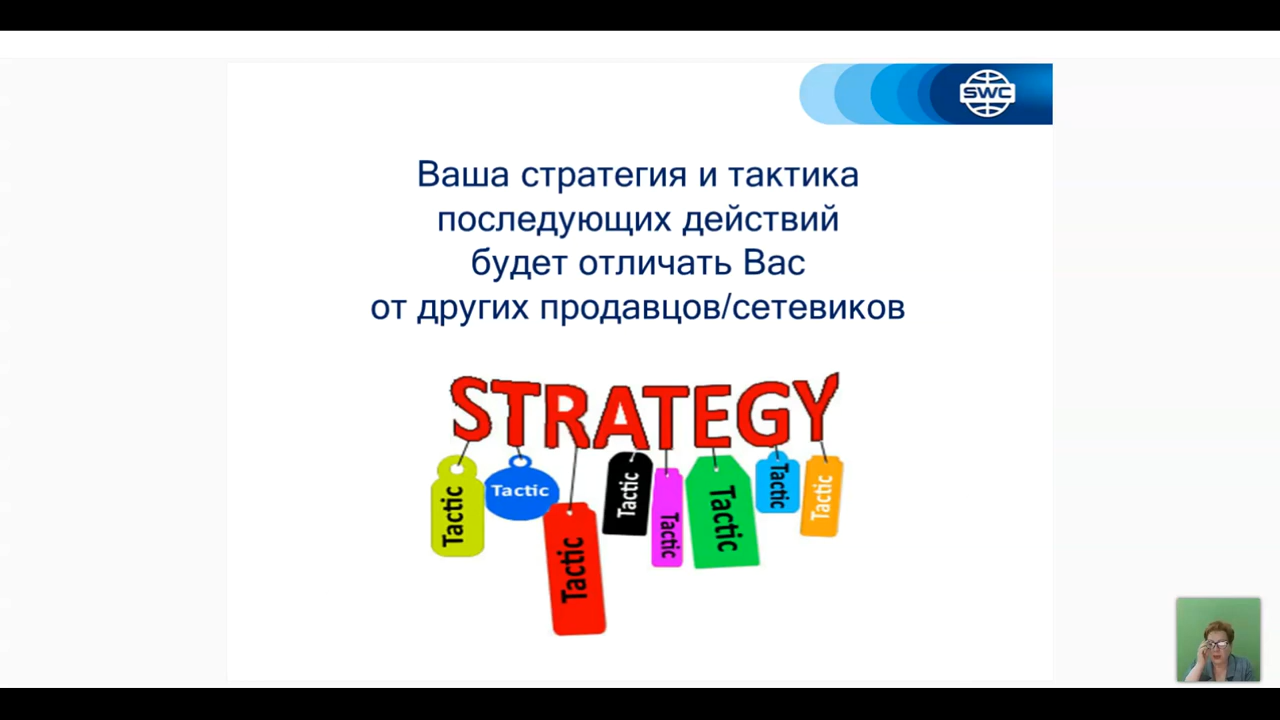 SWC
Ваша стратегия и тактика
последующих действий
будет отличать Вас
от других продавцов/сетевиков
STRATEGY
Tactic
Tactic
Tactic
Tactic
Tactic
Tactic
Tactic
Tactic